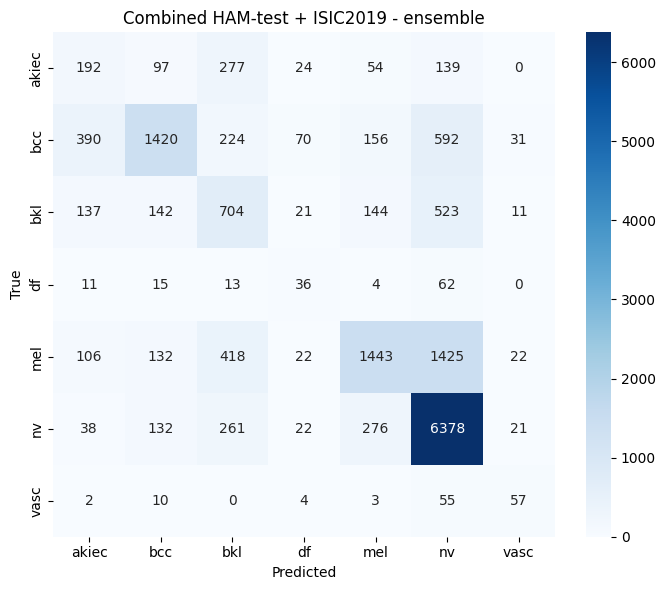 Combined HAM-test + ISIC2019 - ensemble
akiec 192 97 277 24 54 139 0
bcc 390 1420 224 70 156 592 31
bkl 137 142 704 21 144 523 11
df 11 15 13 36 4 62 0
mel 106 132 418 22 1443 1425 22
nv 38 132 261 22 276 6378 21
vasc 2 10 0 4 3 55 57
akiec bcc bkl df mel nv vasc
Predicted
True
6000
5000
4000
3000
2000
1000
0